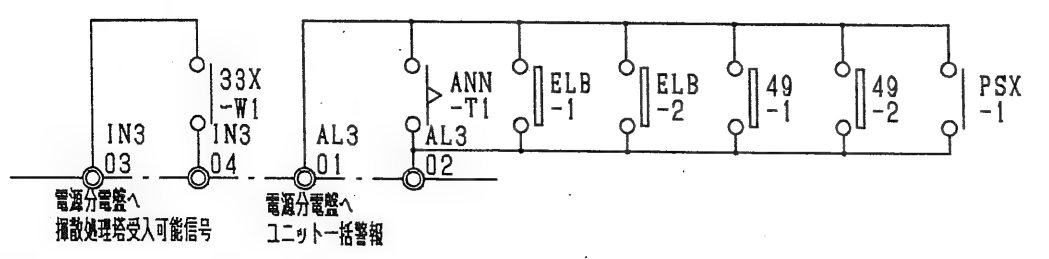 33X
-W1
ANN
-T1
ELB
-1
ELB
-2
49
-1
49
-2
PSX
-1
IN3
03
IN3
04
AL3
01
AL3
02
電源分電盤へ
揮散処理塔受入可能信号
電源分電盤へ
ユニット一括警報